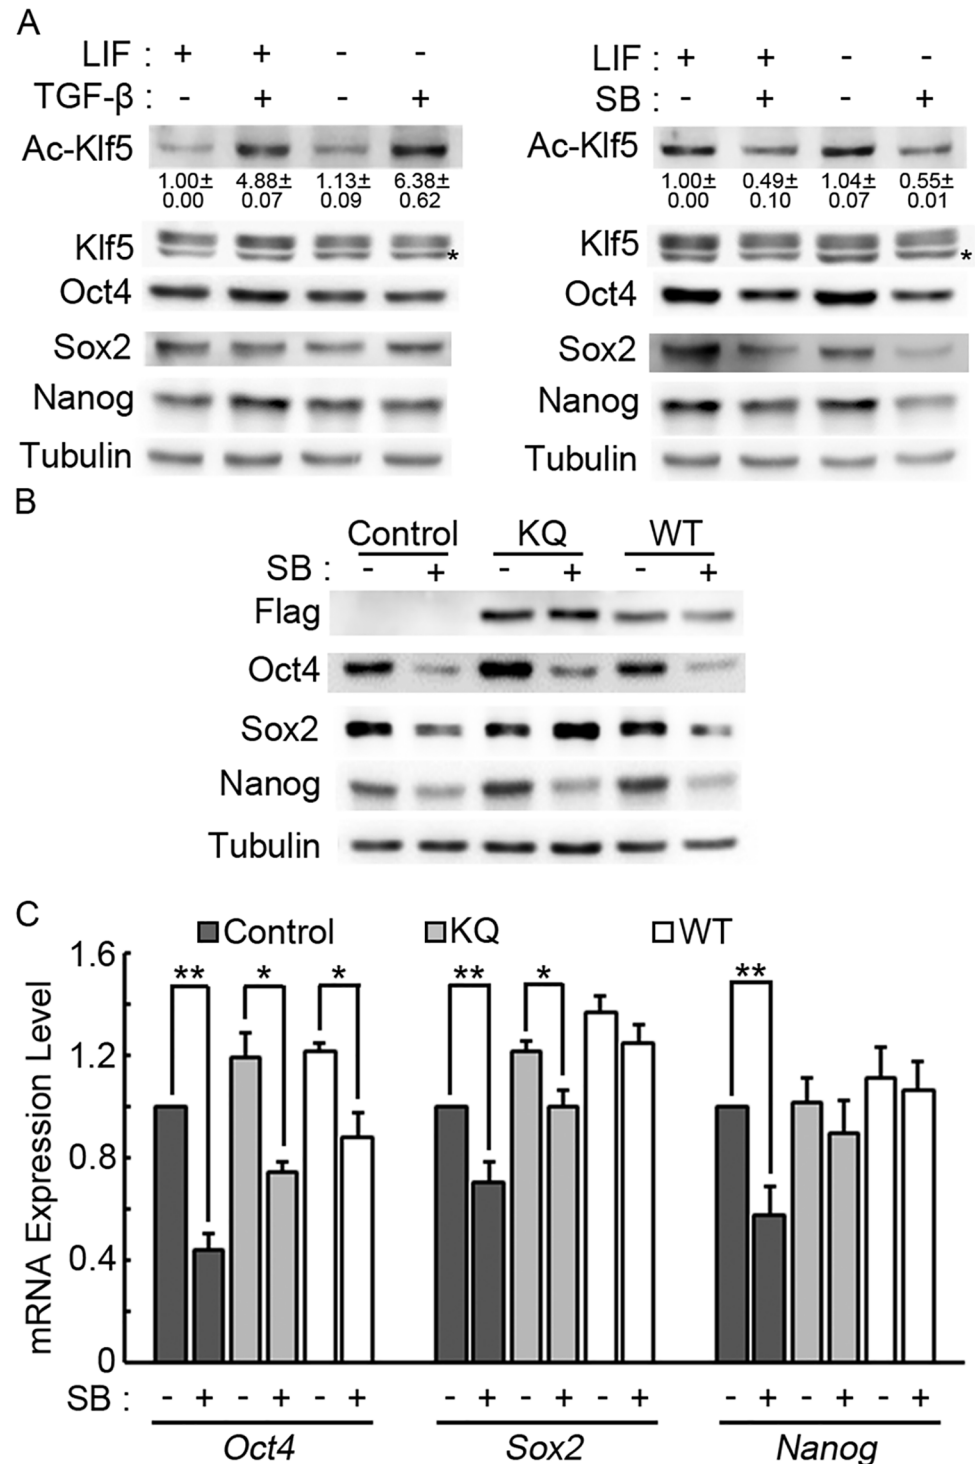 A
LIF : + + - -
TGF-β : - + - +
Ac-Klf5
1.00± 4.88± 1.13± 6.38±
0.00 0.07 0.09 0.62
Klf5 *
Oct4
Sox2
Nanog
Tubulin
LIF : + + - -
SB : - + - +
Ac-Klf5
1.00± 0.49± 1.04± 0.55±
0.00 0.10 0.07 0.01
Klf5 *
Oct4
Sox2
Nanog
Tubulin
B
Control KQ WT
SB : - + - + - +
Flag
Oct4
Sox2
Nanog
Tubulin
C
Control KQ WT
mRNA Expression Level
1.6
1.2
0.8
0.4
0
** * * ** * **
SB : - + - + - + - + - + - + - + - + - +
Oct4 Sox2 Nanog